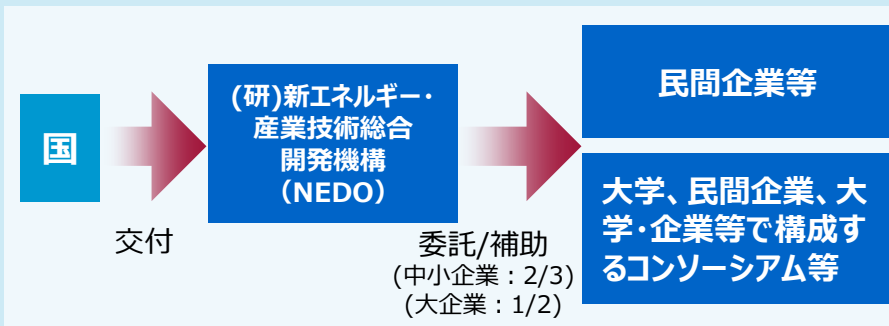 国
交付
(研)新エネルギー・
産業技術総合
開発機構
（NEDO）
委託/補助
(中小企業：2/3)
(大企業：1/2)
民間企業等
大学、民間企業、大
学・企業等で構成す
るコンソーシアム等